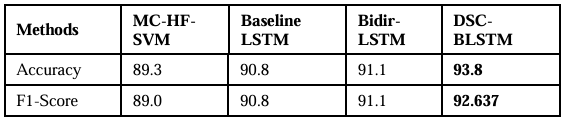 Methods MC-HF- Baseline Bidir- DSC-
SVM LSTM LSTM BLSTM
Accuracy 89.3 90.8 91.1 93.8
F1-Score 89.0 90.8 91.1 92.637